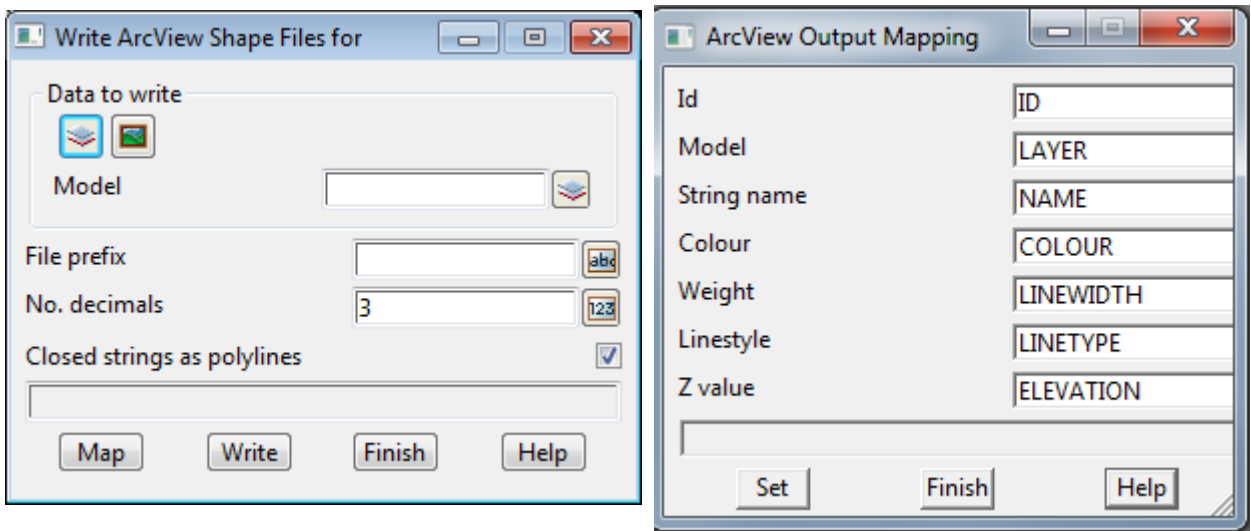 Write ArcView Shape Files for
Data to write
Model
File prefix
abc
No. decimals 3
123
Closed strings as polylines
Map Write Finish Help
ArcView Output Mapping
Id ID
Model LAYER
String name NAME
Colour COLOUR
Weight LINEWIDTH
Linestyle LINETYPE
Z value ELEVATION
Set Finish Help